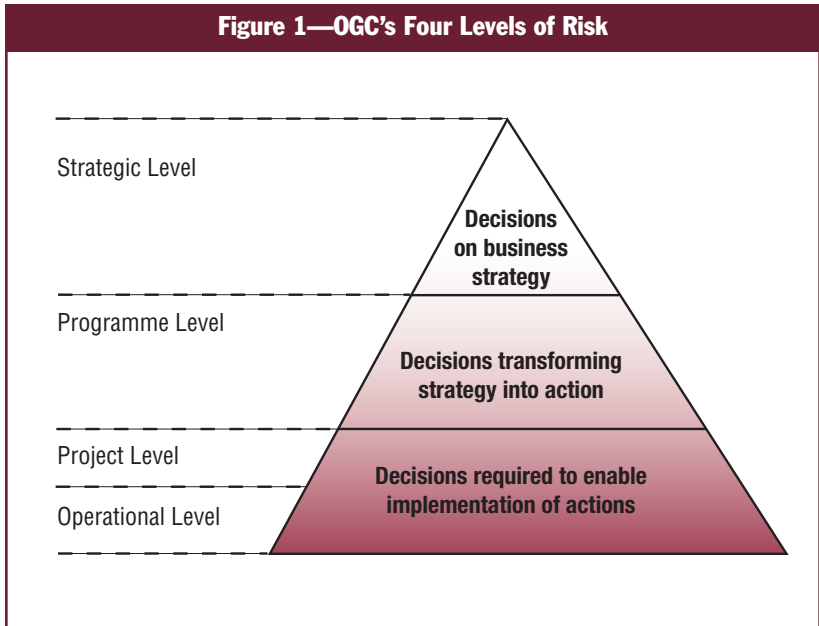 Figure 1—OGC's Four Levels of Risk
Strategic Level
Decisions
on business
strategy
Programme Level
Decisions transforming
strategy into action
Project Level
Decisions required to enable
implementation of actions
Operational Level